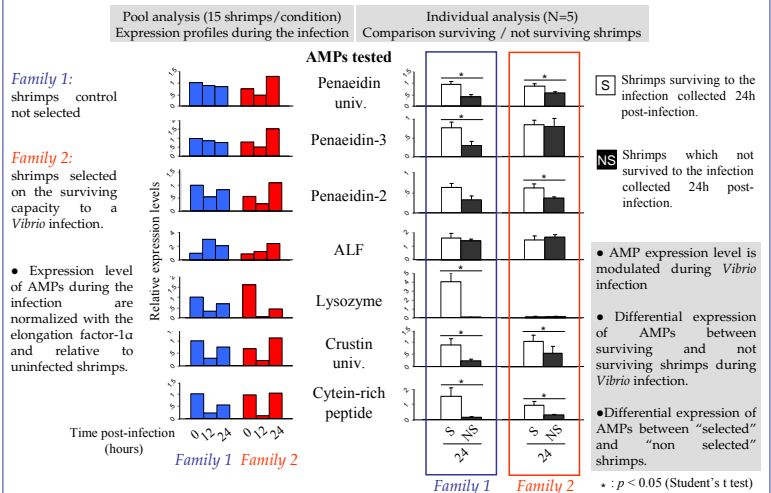 Pool analysis (15 shrimps/condition)
Expression profiles during the infection
Individual analysis (N=5)
Comparison surviving / not surviving shrimps
AMPs tested
Family 1:
shrimps control
not selected
Family 2:
shrimps selected
on the surviving
capacity to a
Vibrio infection.
● Expression level
of AMPs during the
infection are
normalized with the
elongation factor-1α
and relative to
uninfected shrimps.
Relative expression levels
Penaeidin
univ.
Penaeidin-3
Penaeidin-2
ALF
Lysozyme
Crustin
univ.
Cytein-rich
peptide
Time post-infection
(hours)
0 12 24 0 12 24
Family 1 Family 2
* *
*
*
*
* *
* *
S NS S NS
24 24
Family 1 Family 2
S Shrimps surviving to the
infection collected 24h
post-infection.
NS Shrimps which not
survived to the infection
collected 24h post-
infection.
● AMP expression level is
modulated during Vibrio
infection
● Differential expression
of AMPs between
surviving and not
surviving shrimps during
Vibrio infection.
●Differential expression of
AMPs between “selected”
and “non selected”
shrimps.
* : p < 0.05 (Student’s t test)